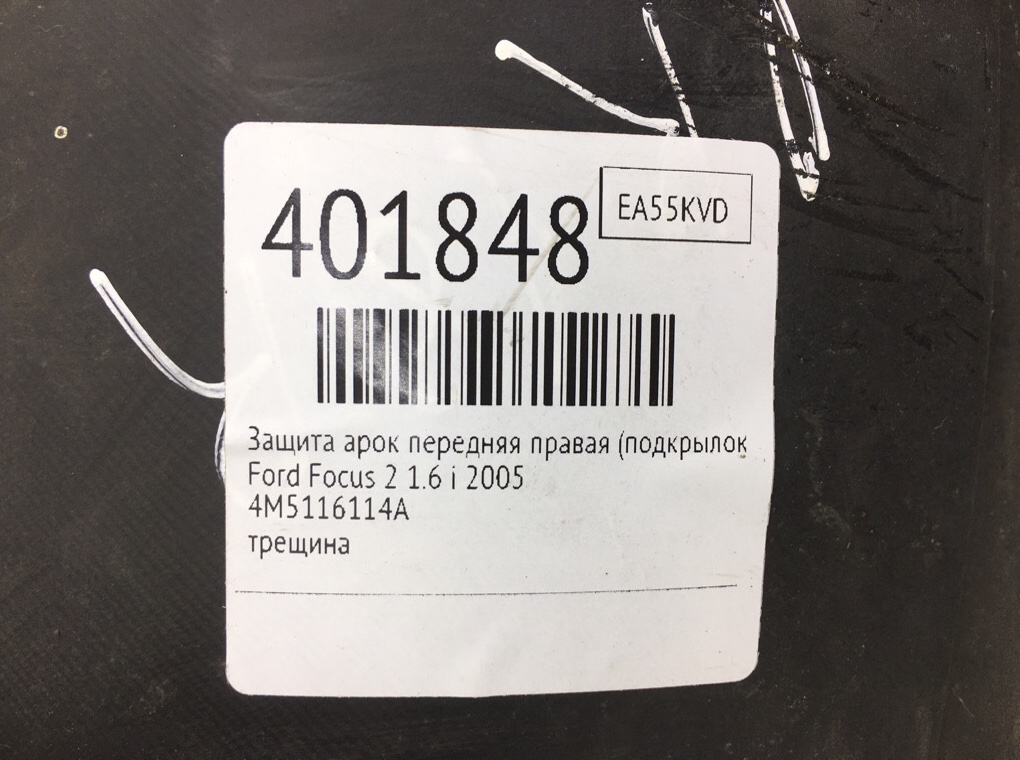 401848
EA55KVD
Защита арок передняя правая (подкрылок
Ford Focus 2 1.6 i 2005
4M5116114A
трещина